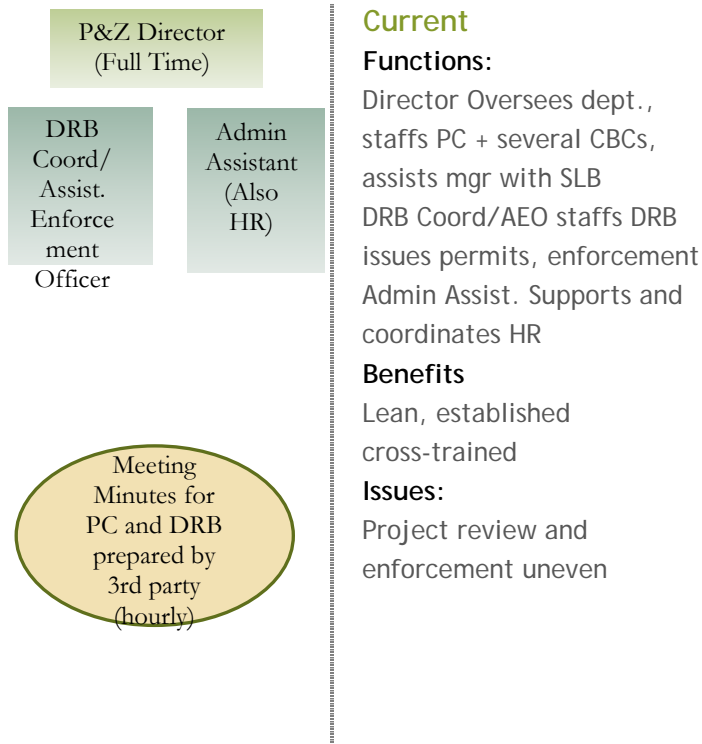 P&Z Director
(Full Time)
DRB
Coord/
Assist.
Enforce
ment
Officer
Admin
Assistant
(Also
HR)
Meeting
Minutes for
PC and DRB
prepared by
3rd party
(hourly)
Current
Functions:
Director Oversees dept.,
staffs PC + several CBCs,
assists mgr with SLB
DRB Coord/AEO staffs DRB
issues permits, enforcement
Admin Assist. Supports and
coordinates HR
Benefits
Lean, established
cross-trained
Issues:
Project review and
enforcement uneven